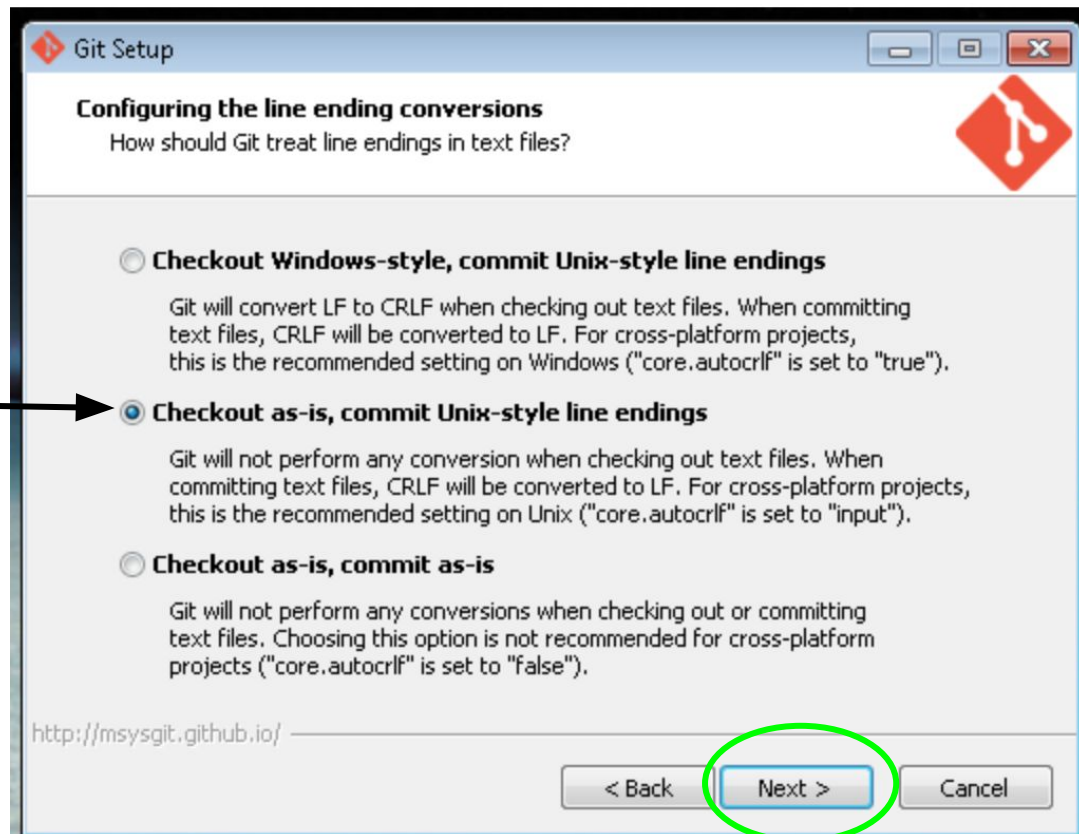 Git Setup
Configuring the line ending conversions
How should Git treat line endings in text files?
Checkout Windows-style, commit Unix-style line endings
Git will convert LF to CRLF when checking out text files. When committing
text files, CRLF will be converted to LF. For cross-platform projects,
this is the recommended setting on Windows ("core.autocrlf" is set to "true").
Checkout as-is, commit Unix-style line endings
Git will not perform any conversion when checking out text files. When
committing text files, CRLF will be converted to LF. For cross-platform projects,
this is the recommended setting on Unix ("core.autocrlf" is set to "input").
Checkout as-is, commit as-is
Git will not perform any conversions when checking out or committing
text files. Choosing this option is not recommended for cross-platform
projects ("core.autocrlf" is set to "false").
http://msysgit.github.io/
< Back Next > Cancel